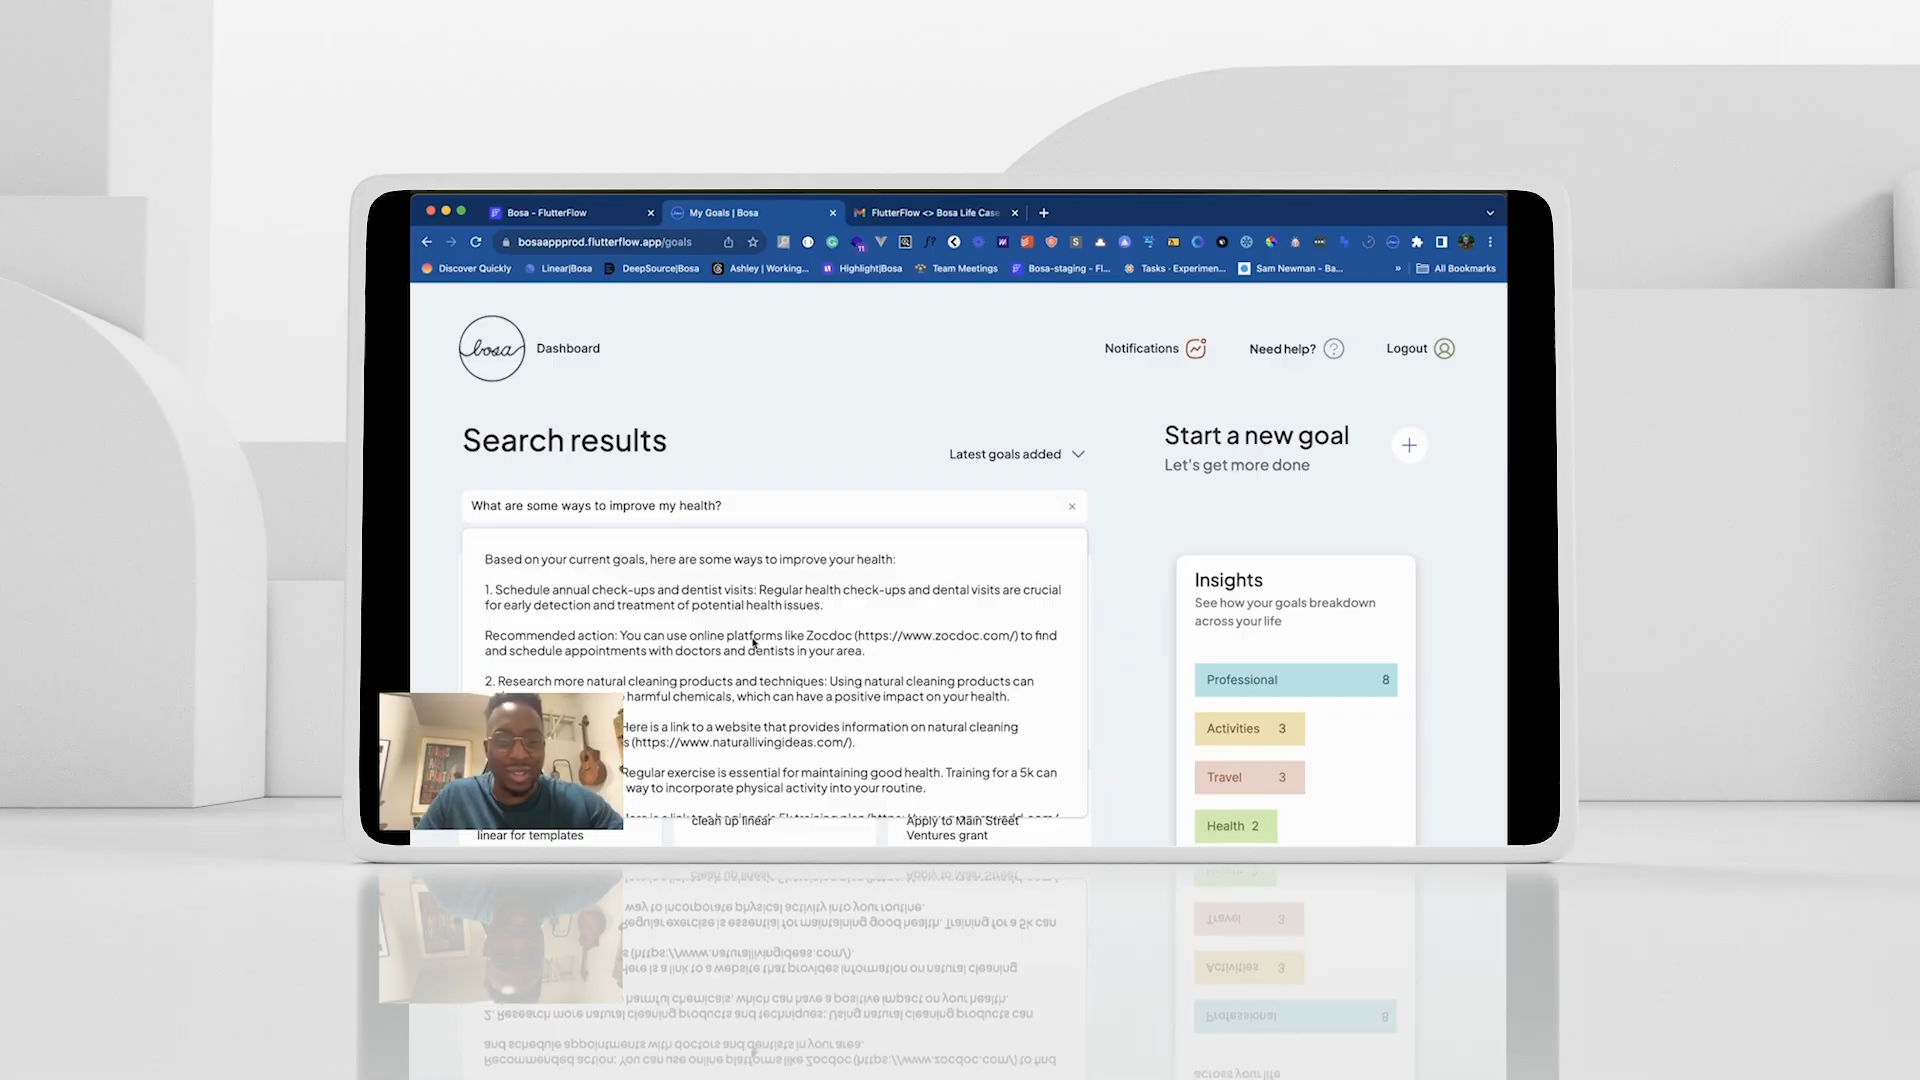 Bosa - FlutterFlow
My Goals | Bosa
FlutterFlow <> Bosa Life Case
bosaappprod.flutterflow.app/goals
11
Discover Quickly
Linear|Bosa
DeepSource|Bosa
Ashley | Working...
Highlight|Bosa
Team Meetings
Bosa-staging - Fl...
Tasks · Experimen...
Sam Newman - Ba...
»
All Bookmarks
bosa
Dashboard
Notifications
Need help?
Logout
Search results
Latest goals added
Start a new goal
Let's get more done
What are some ways to improve my health?
Based on your current goals, here are some ways to improve your health:
1. Schedule annual check-ups and dentist visits: Regular health check-ups and dental visits are crucial
for early detection and treatment of potential health issues.
Recommended action: You can use online platforms like Zocdoc (https://www.zocdoc.com/) to find
and schedule appointments with doctors and dentists in your area.
2. Research more natural cleaning products and techniques: Using natural cleaning products can
harmful chemicals, which can have a positive impact on your health.
Here is a link to a website that provides information on natural cleaning
s (https://www.naturallivingideas.com/).
Regular exercise is essential for maintaining good health. Training for a 5k can
way to incorporate physical activity into your routine.
linear for templates
clean up linear
Apply to Main Street
Ventures grant
Insights
See how your goals breakdown
across your life
Professional 8
Activities 3
Travel 3
Health 2